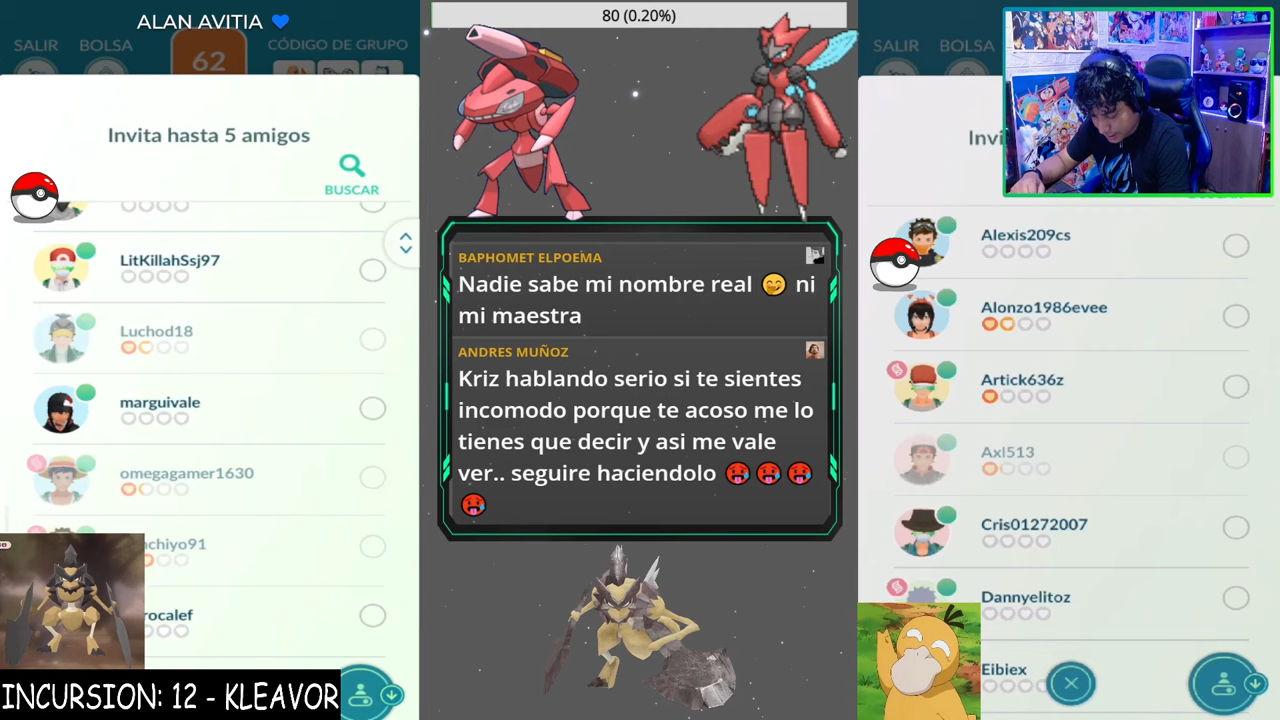 ALAN AVITIA 💙
SALIR BOLSA
62
CÓDIGO DE GRUPO
Invita hasta 5 amigos
BUSCAR
LitKillahSsj97
Luchod18
marguivale
omegagamer1630
chiyo91
rocalef
INCURSION: 12 - KLEAVOR
80 (0.20%)
BAPHOMET ELPOEMA
Nadie sabe mi nombre real 🤭 ni
mi maestra
ANDRES MUÑOZ
Kriz hablando serio si te sientes
incomodo porque te acoso me lo
tienes que decir y asi me vale
ver.. seguire haciendolo 🥵 🥵 🥵
🥵
SALIR BOLSA
Alexis209cs
Alonzo1986evee
Artick636z
Axl513
Cris01272007
Dannyelitoz
Eibiex